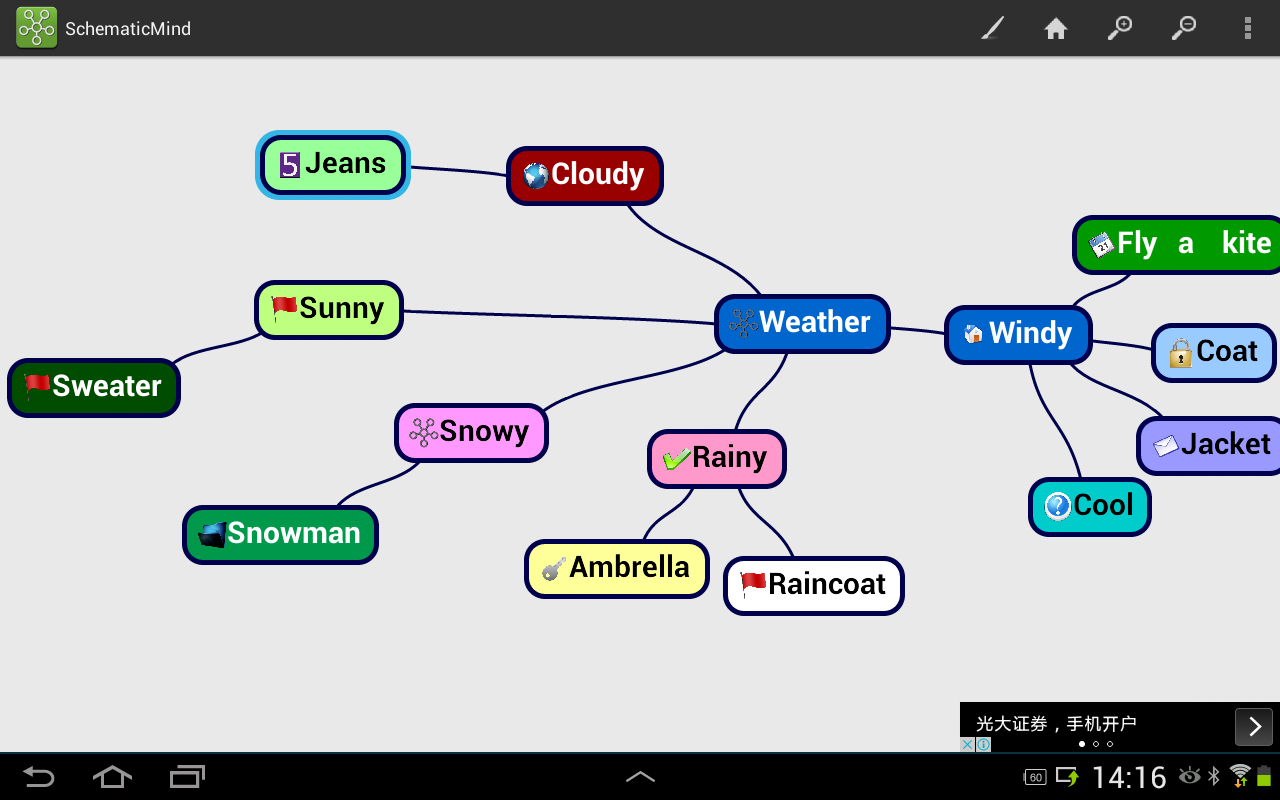 SchematicMind
5 Jeans
Cloudy
Fly a kite
Sunny
Weather
Windy
Coat
Sweater
Snowy
Rainy
Jacket
Snowman
Cool
Ambrella
Raincoat
光大证券，手机开户
60
14:16